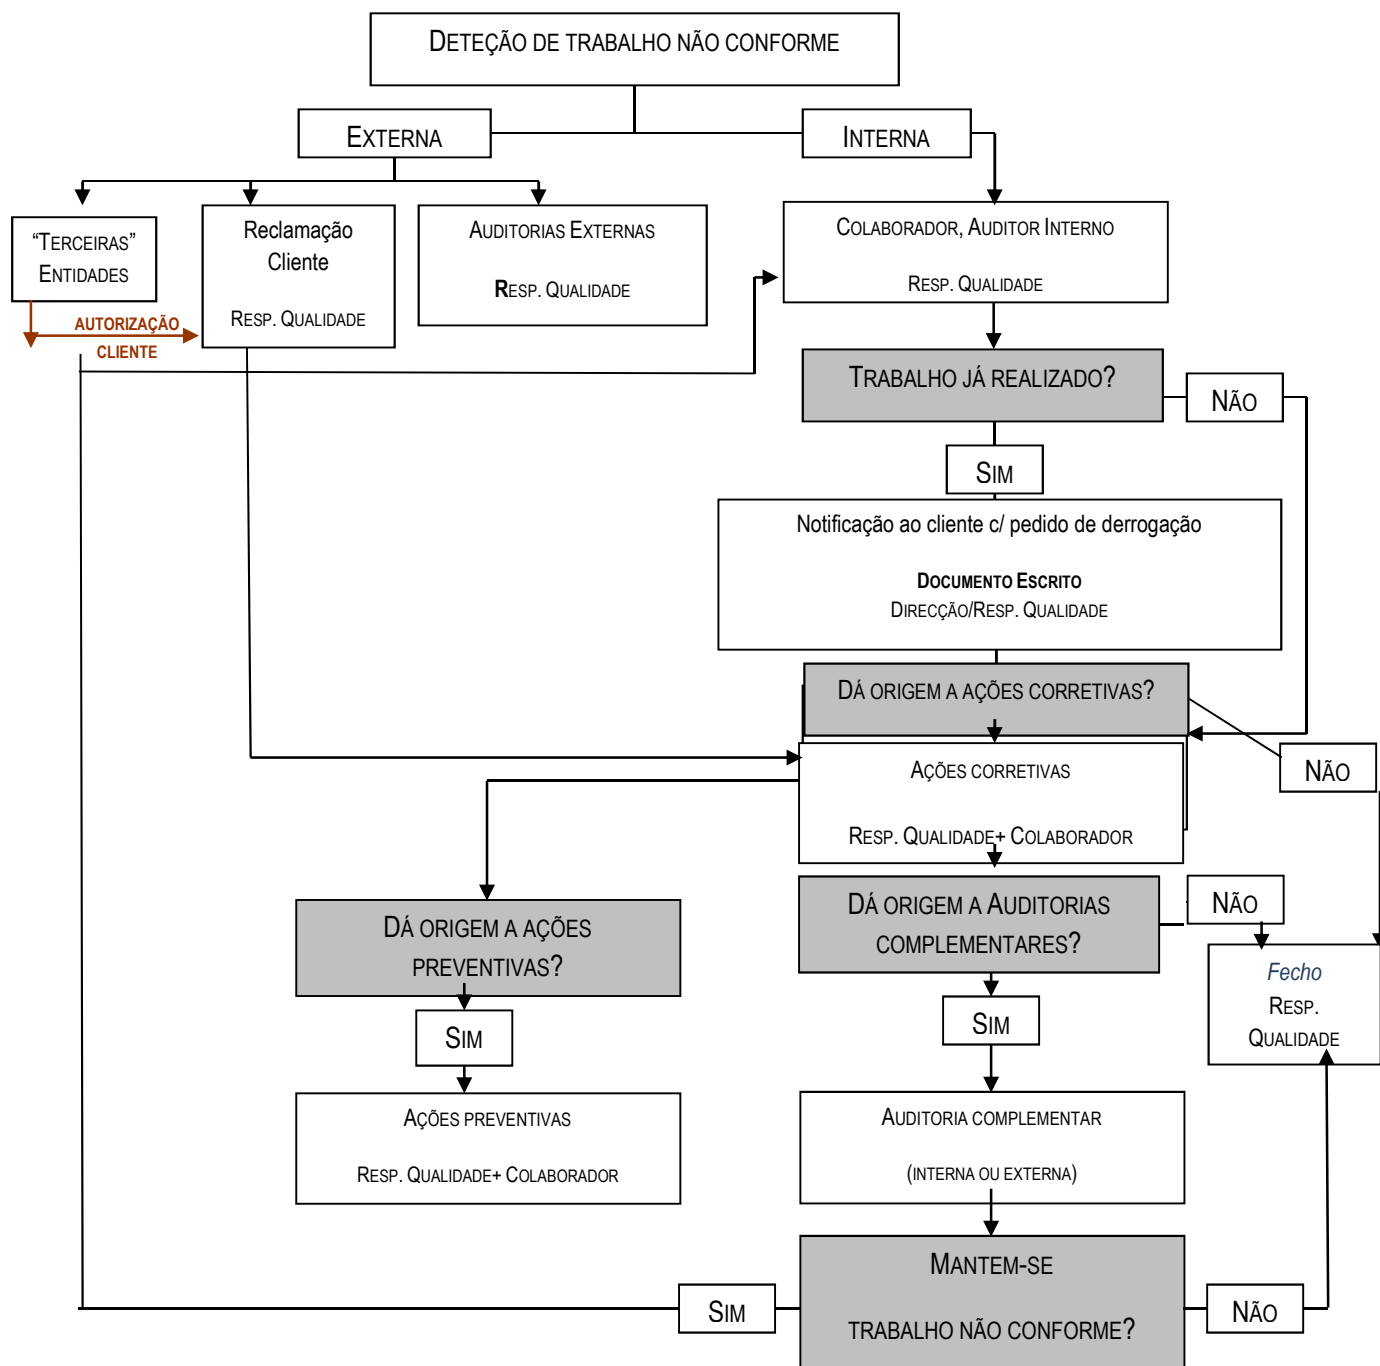 DETEÇÃO DE TRABALHO NÃO CONFORME
EXTERNA
INTERNA
“TERCEIRAS”
ENTIDADES
Reclamação
Cliente
RESP. QUALIDADE
AUDITORIAS EXTERNAS
RESP. QUALIDADE
COLABORADOR, AUDITOR INTERNO
RESP. QUALIDADE
AUTORIZAÇÃO
CLIENTE
TRABALHO JÁ REALIZADO?
NÃO
SIM
Notificação ao cliente c/ pedido de derrogação
DOCUMENTO ESCRITO
DIRECÇÃO/RESP. QUALIDADE
DÁ ORIGEM A AÇÕES CORRETIVAS?
NÃO
AÇÕES CORRETIVAS
RESP. QUALIDADE+ COLABORADOR
DÁ ORIGEM A AÇÕES
PREVENTIVAS?
DÁ ORIGEM A AUDITORIAS
COMPLEMENTARES?
NÃO
Fecho
RESP.
QUALIDADE
SIM
SIM
AÇÕES PREVENTIVAS
RESP. QUALIDADE+ COLABORADOR
AUDITORIA COMPLEMENTAR
(INTERNA OU EXTERNA)
MANTEM-SE
TRABALHO NÃO CONFORME?
SIM
NÃO